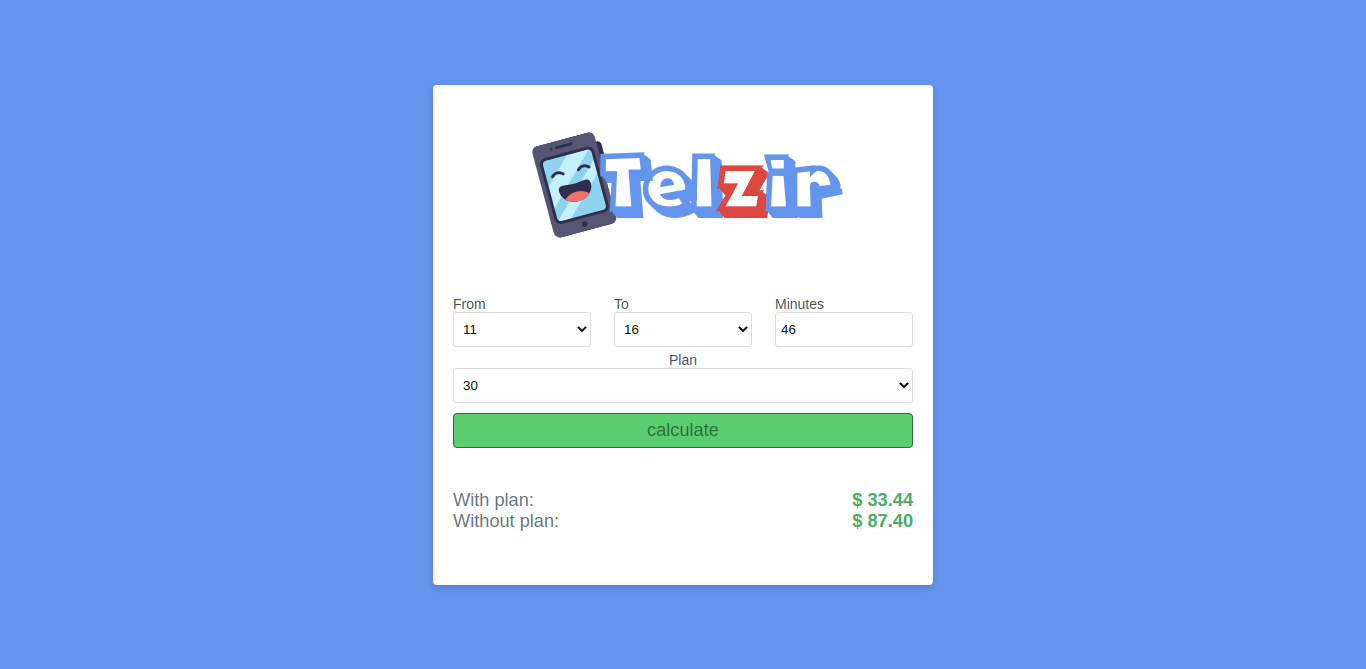 Telzir
From To Minutes
11 16 46
Plan
30
calculate
With plan: $ 33.44
Without plan: $ 87.40